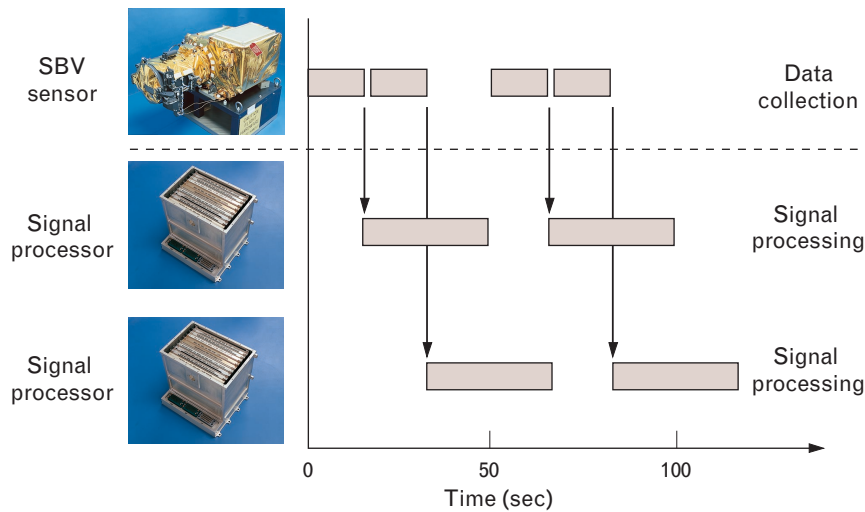 SBV
sensor
Data
collection
Signal
processor
Signal
processing
Signal
processor
Signal
processing
0
50
100
Time (sec)